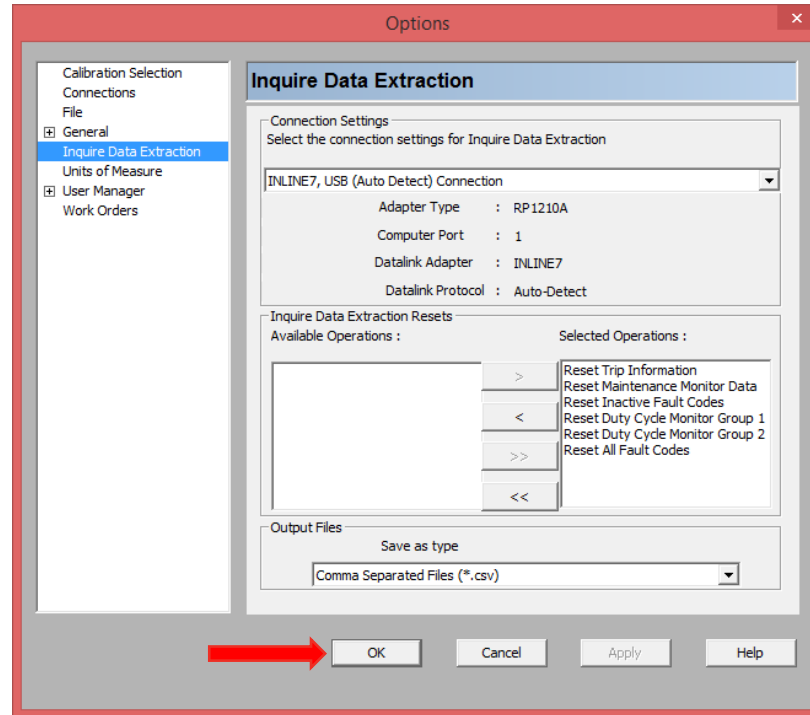 Options
×
Calibration Selection
Connections
File
General
Inquire Data Extraction
Units of Measure
User Manager
Work Orders
Inquire Data Extraction
Connection Settings
Select the connection settings for Inquire Data Extraction
INLINE7, USB (Auto Detect) Connection
Adapter Type : RP1210A
Computer Port : 1
Datalink Adapter : INLINE7
Datalink Protocol : Auto-Detect
Inquire Data Extraction Resets
Available Operations :
>
<
>>
<<
Selected Operations :
Reset Trip Information
Reset Maintenance Monitor Data
Reset Inactive Fault Codes
Reset Duty Cycle Monitor Group 1
Reset Duty Cycle Monitor Group 2
Reset All Fault Codes
Output Files
Save as type
Comma Separated Files (*.csv)
OK Cancel Apply Help